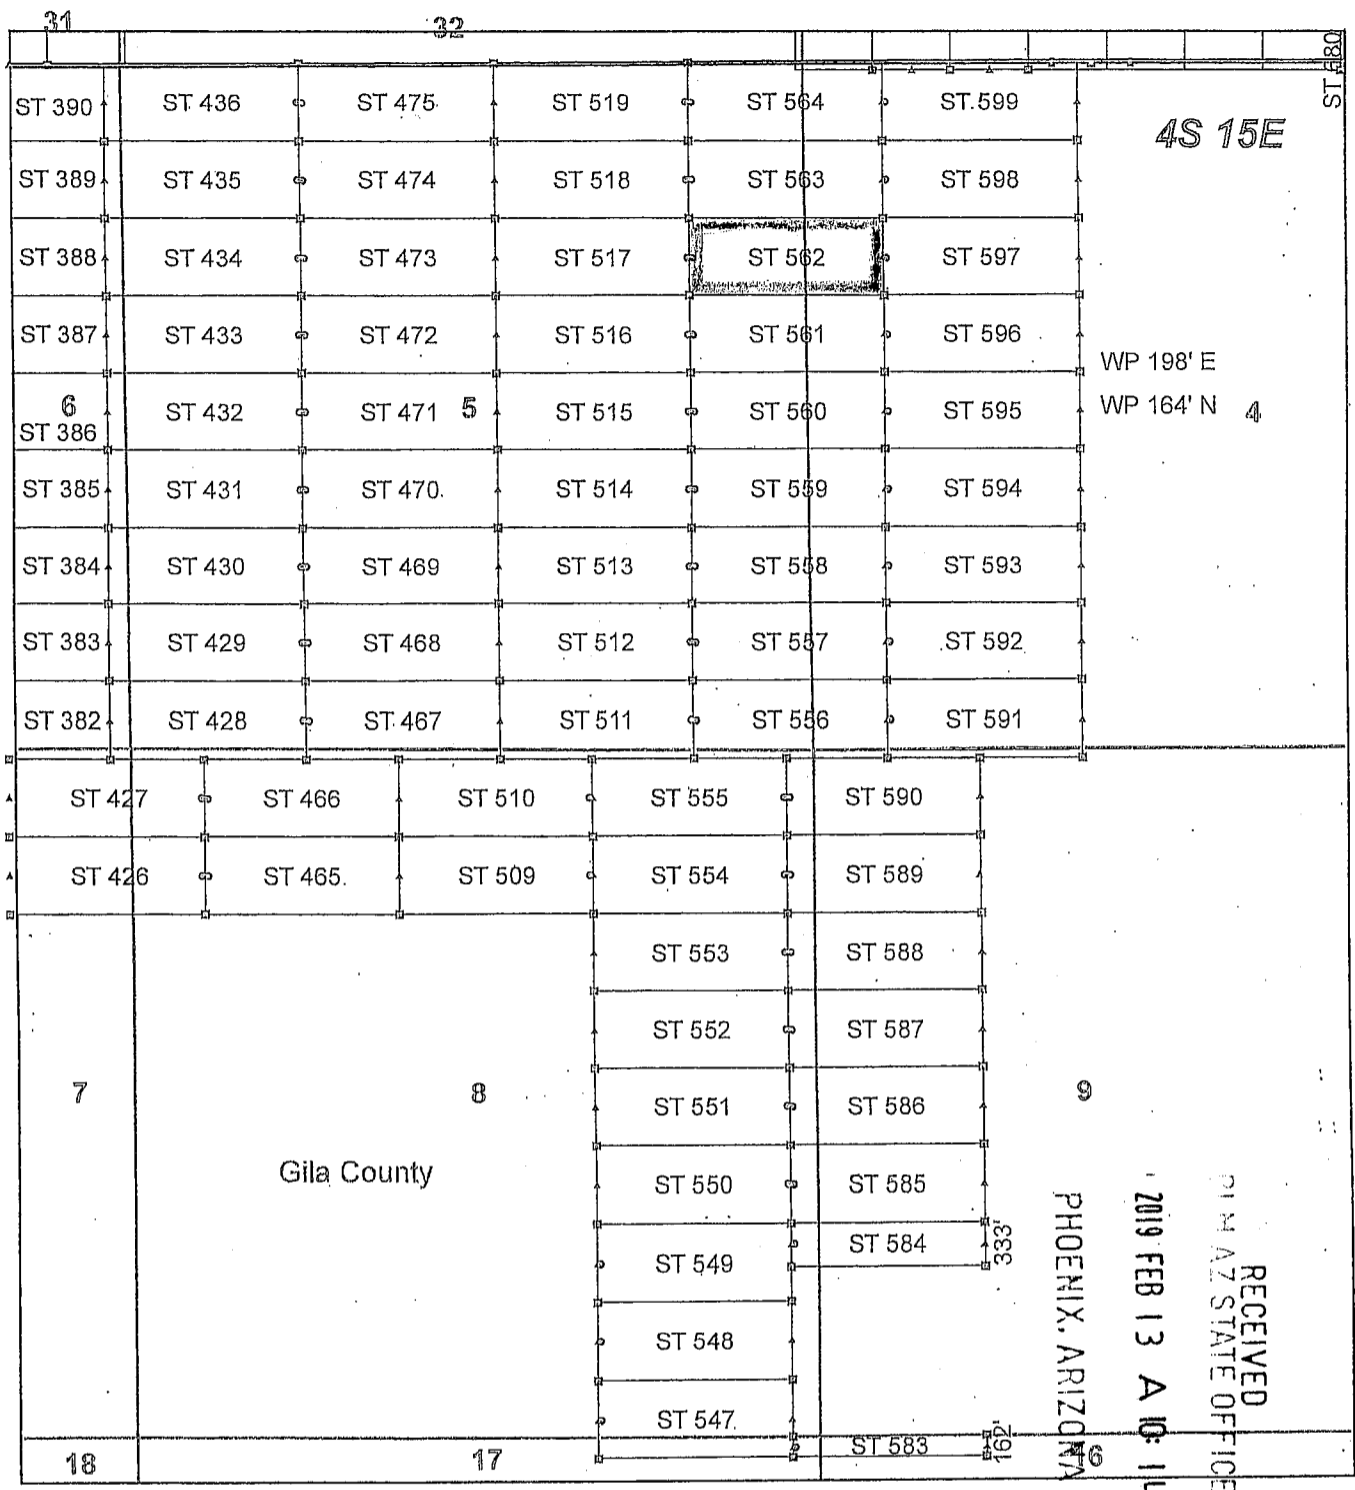 31 32
ST 680
ST 390 ST 436 ST 475 ST 519 ST 564 ST 599
4S 15E
ST 389 ST 435 ST 474 ST 518 ST 563 ST 598
ST 388 ST 434 ST 473 ST 517 ST 562 ST 597
ST 387 ST 433 ST 472 ST 516 ST 561 ST 596
WP 198' E
6 ST 432 ST 471 5 ST 515 ST 560 ST 595 WP 164' N 4
ST 386
ST 385 ST 431 ST 470 ST 514 ST 559 ST 594
ST 384 ST 430 ST 469 ST 513 ST 558 ST 593
ST 383 ST 429 ST 468 ST 512 ST 557 ST 592
ST 382 ST 428 ST 467 ST 511 ST 556 ST 591
ST 427 ST 466 ST 510 ST 555 ST 590
ST 426 ST 465 ST 509 ST 554 ST 589
ST 553 ST 588
ST 552 ST 587
7 8 9
ST 551 ST 586
Gila County
ST 550 ST 585
ST 584 333'
ST 549
ST 548
ST 547
ST 583 162'
18 17 16
RECEIVED
AZ STATE OFFICE
2019 FEB 13 A 10:
PHOENIX, ARIZONA